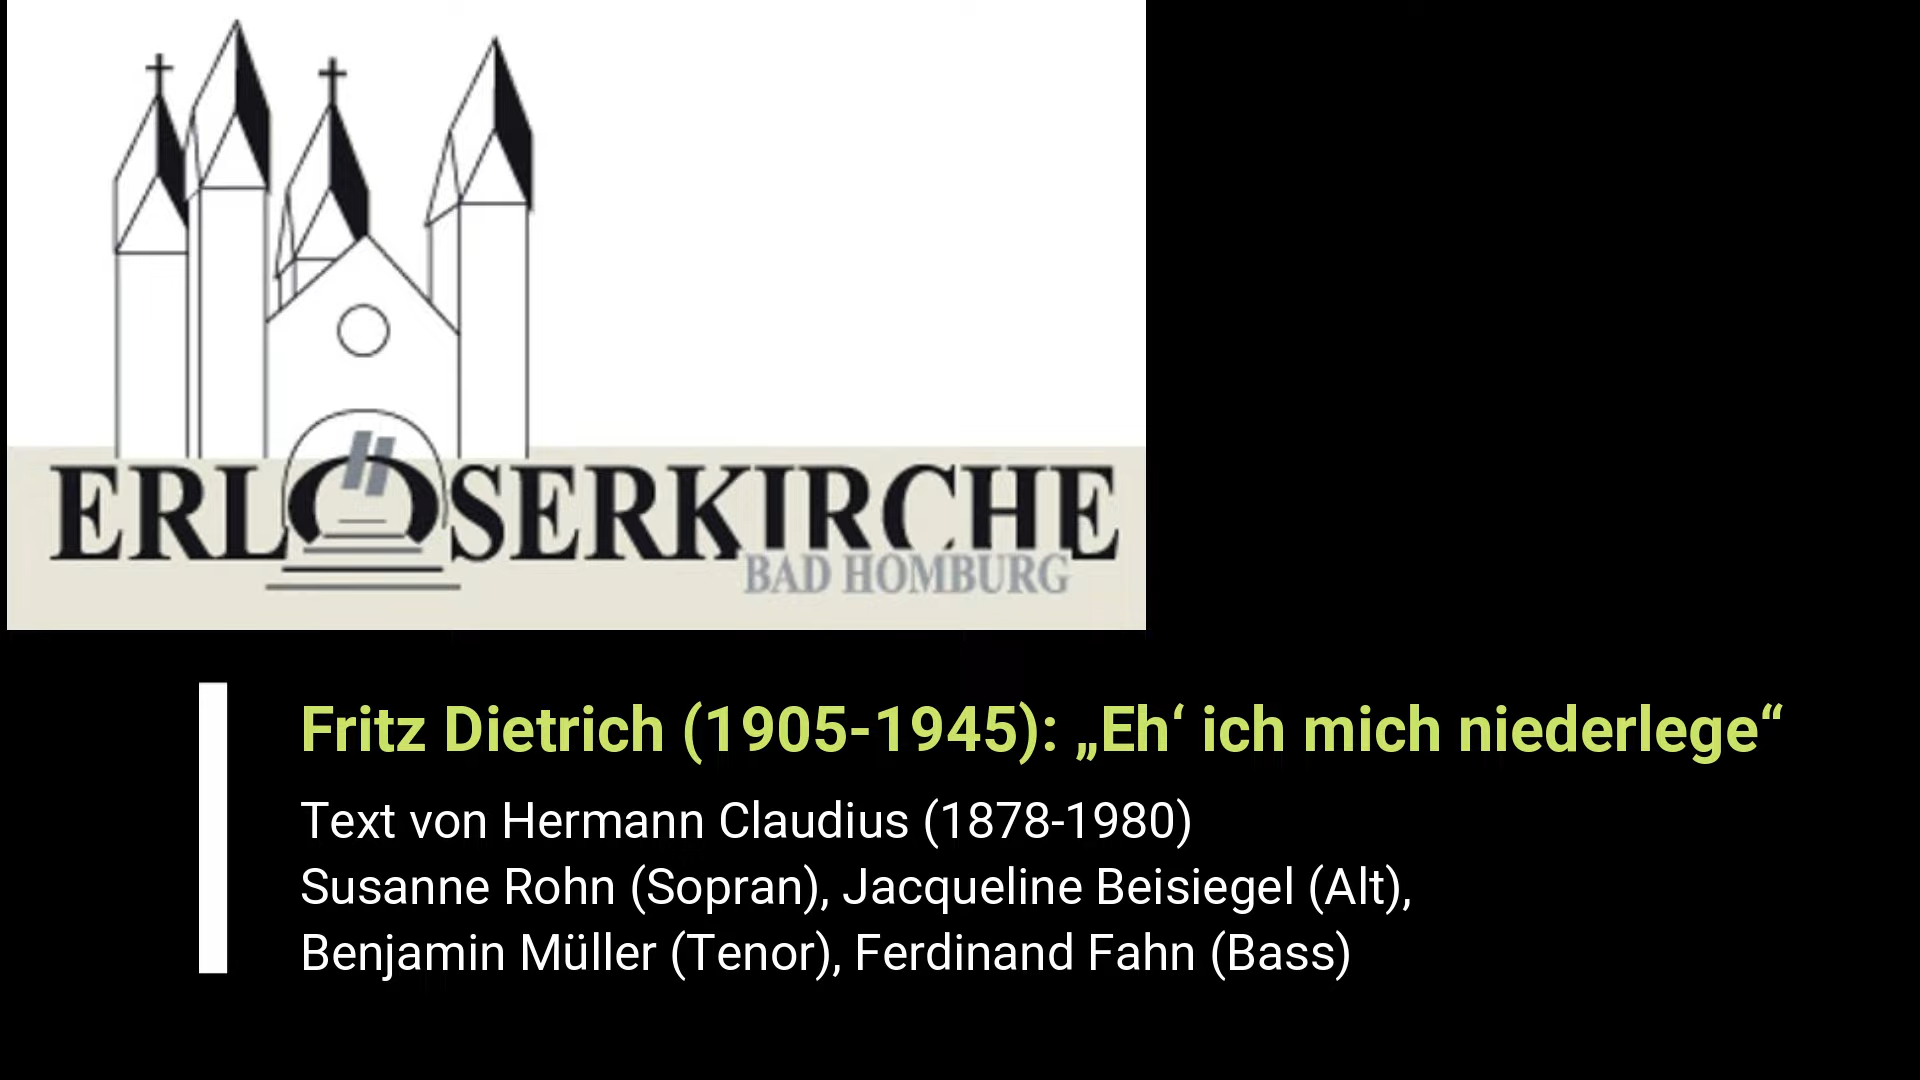 ERLÖSERKIRCHE
BAD HOMBURG
Fritz Dietrich (1905-1945): „Eh‘ ich mich niederlege“
Text von Hermann Claudius (1878-1980)
Susanne Rohn (Sopran), Jacqueline Beisiegel (Alt),
Benjamin Müller (Tenor), Ferdinand Fahn (Bass)